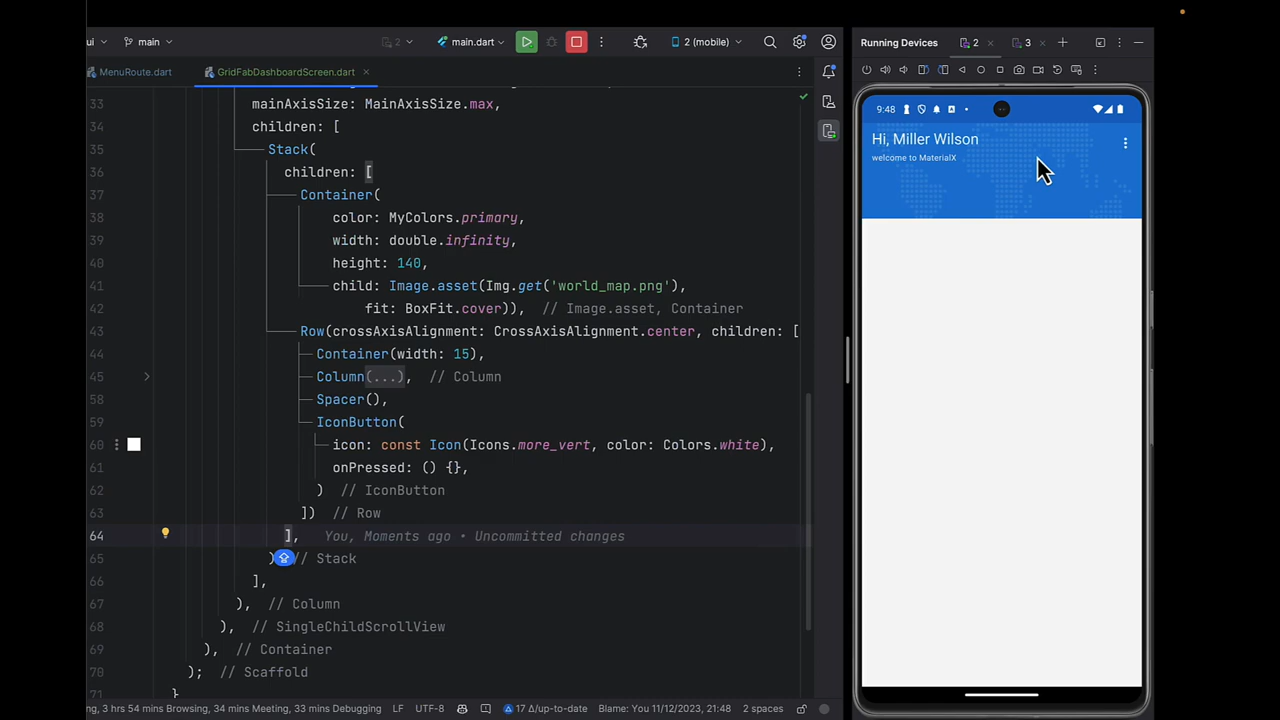 ui
main
2
main.dart
2 (mobile)
Running Devices
2
3
MenuRoute.dart
GridFabDashboardScreen.dart
33 mainAxisSize: MainAxisSize.max,
34 children: [
35 Stack(
36 children: [
37 Container(
38 color: MyColors.primary,
39 width: double.infinity,
40 height: 140,
41 child: Image.asset(Img.get('world_map.png'),
42 fit: BoxFit.cover)), // Image.asset, Container
43 Row(crossAxisAlignment: CrossAxisAlignment.center, children: [
44 Container(width: 15),
45 Column(...), // Column
58 Spacer(),
59 IconButton(
60 icon: const Icon(Icons.more_vert, color: Colors.white),
61 onPressed: () {},
62 ) // IconButton
63 ]) // Row
64 ], You, Moments ago • Uncommitted changes
65 ) // Stack
66 ],
67 ), // Column
68 ), // SingleChildScrollView
69 ), // Container
70 ); // Scaffold
71 }
ng, 3 hrs 54 mins Browsing, 34 mins Meeting, 33 mins Debugging LF UTF-8 17 Δ/up-to-date Blame: You 11/12/2023, 21:48 2 spaces
9:48
Hi, Miller Wilson
welcome to MaterialX